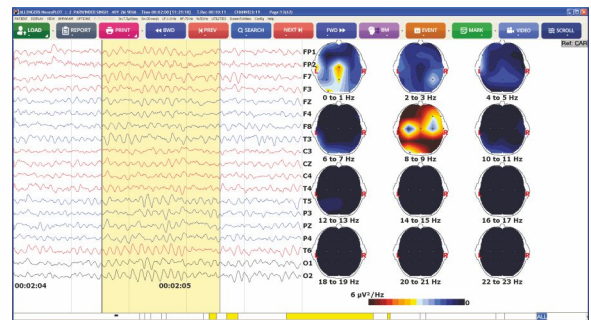 LOAD
REPORT
PRINT
BWD
PREV
SEARCH
NEXT
FWD
BM
EVENT
MARK
VIDEO
SCROLL
Ref: CAR
FP1
FP2
F7
F3
FZ
F4
F8
T3
C3
CZ
C4
T4
T5
P3
PZ
P4
T6
O1
O2
00:02:04 00:02:05
L R L R L R
0 to 1 Hz 2 to 3 Hz 4 to 5 Hz
L R L R L R
6 to 7 Hz 8 to 9 Hz 10 to 11 Hz
L R L R L R
12 to 13 Hz 14 to 15 Hz 16 to 17 Hz
L R L R L R
18 to 19 Hz 20 to 21 Hz 22 to 23 Hz
6 µV²/Hz
0
ALL